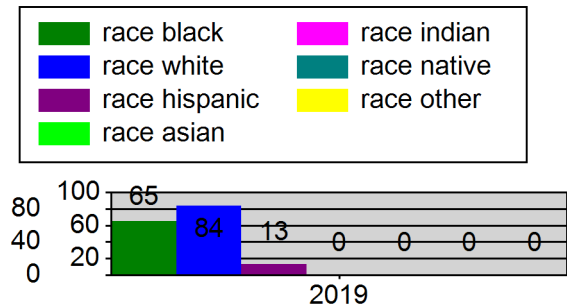 race black race indian
race white race native
race hispanic race other
race asian
100
80
60
40
20
0
65 84 13 0 0 0 0
2019